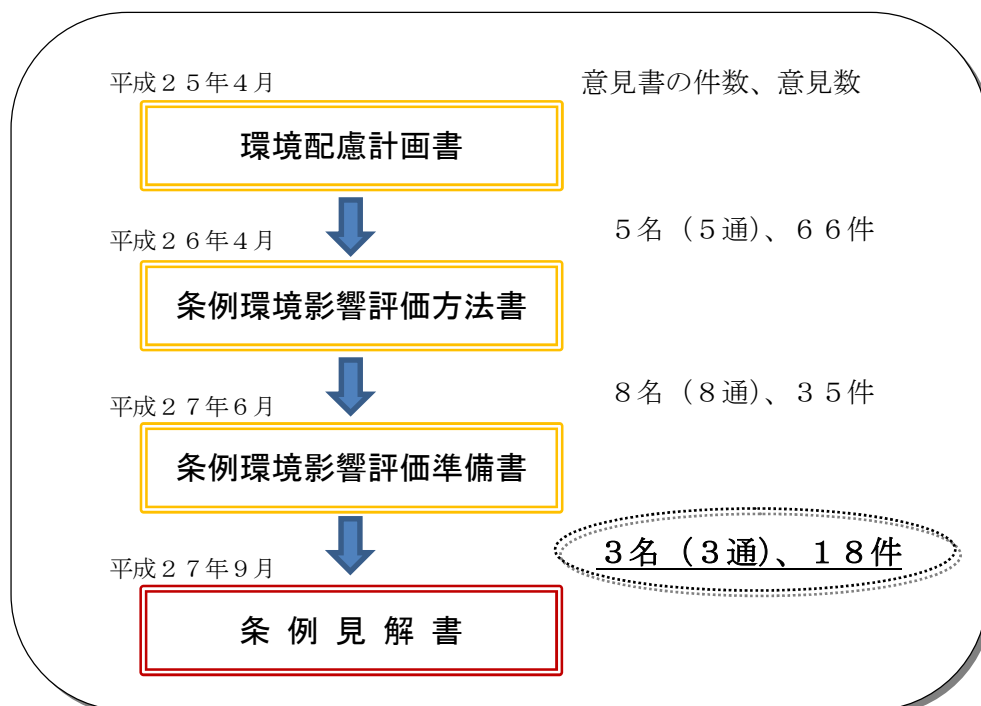 平成２５年４月
意見書の件数、意見数
環境配慮計画書
５名（５通）、６６件
平成２６年４月
条例環境影響評価方法書
８名（８通）、３５件
平成２７年６月
条例環境影響評価準備書
３名（３通）、１８件
平成２７年９月
条 例 見 解 書